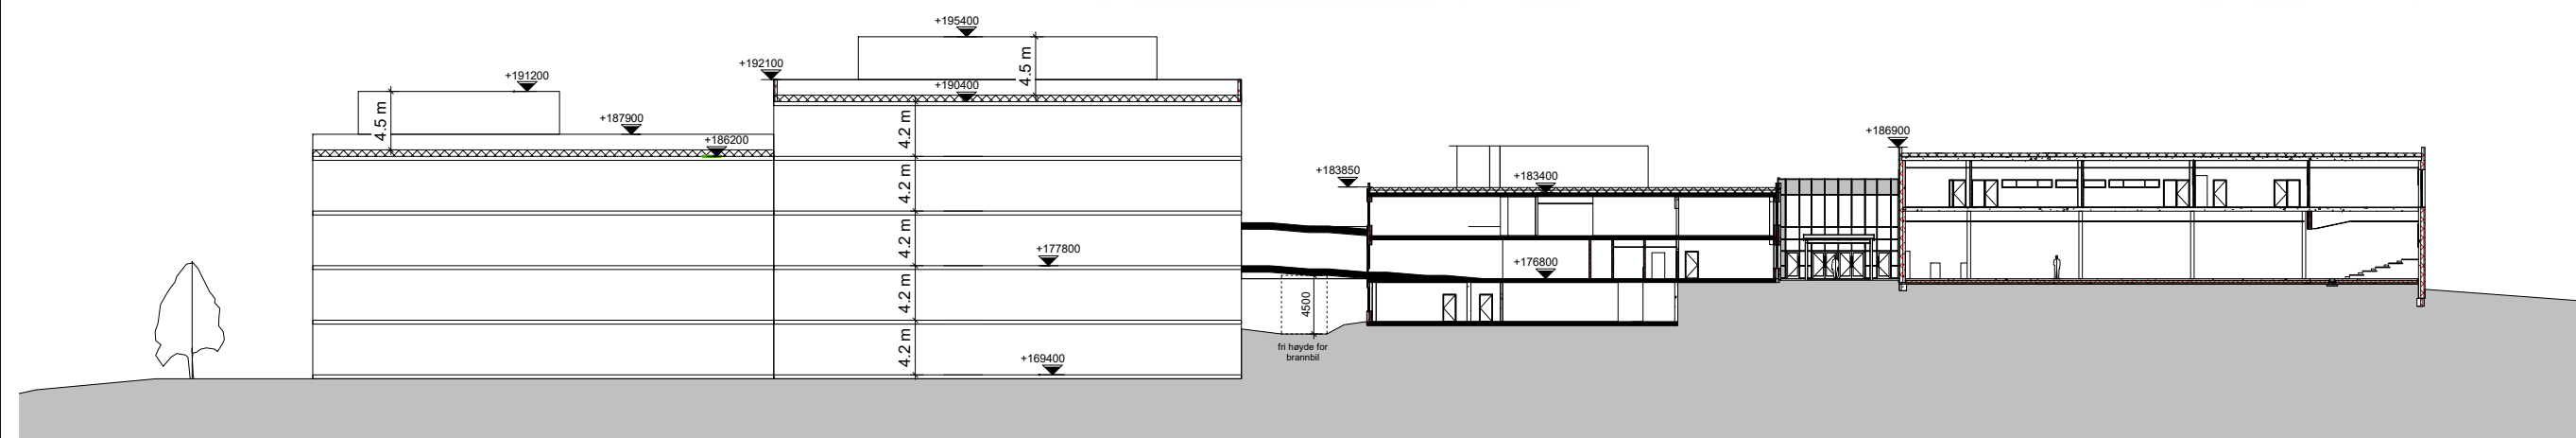 +195400
+192100
4.5 m
+191200
+190400
4.5 m
+187900
4.2 m
+186900
+186200
+183850
+183400
4.2 m
4.2 m
+177800
+176800
4.2 m
4500
4.2 m
fri høyde for
brannbil
+169400